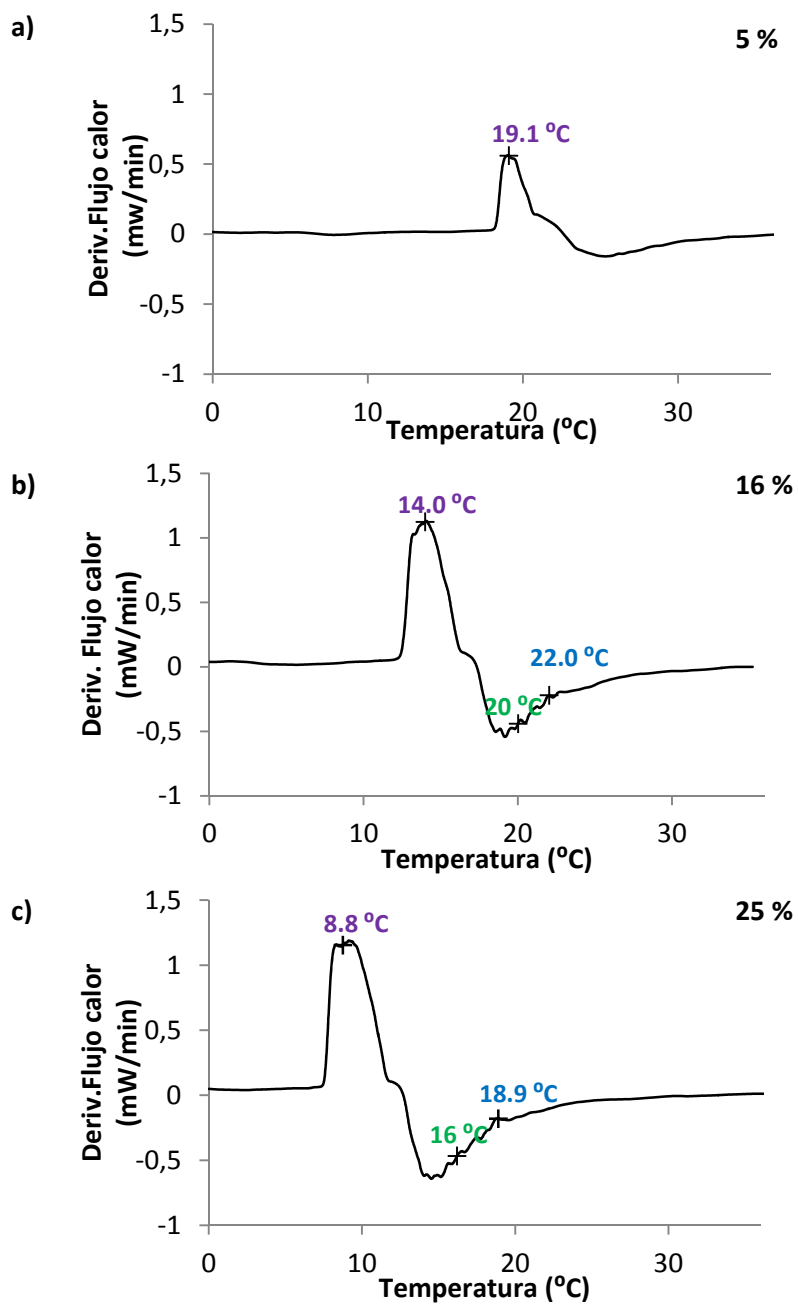 a)
5 %
Deriv.Flujo calor
(mw/min)
1,5
1
0,5
0
-0,5
-1
19.1 ºC
0 10 20 30
Temperatura (ºC)
b)
16 %
Deriv. Flujo calor
(mW/min)
1,5
1
0,5
0
-0,5
-1
14.0 ºC
22.0 ºC
20 ºC
0 10 20 30
Temperatura (ºC)
c)
25 %
Deriv.Flujo calor
(mW/min)
1,5
1
0,5
0
-0,5
-1
8.8 ºC
18.9 ºC
16 ºC
0 10 20 30
Temperatura (ºC)